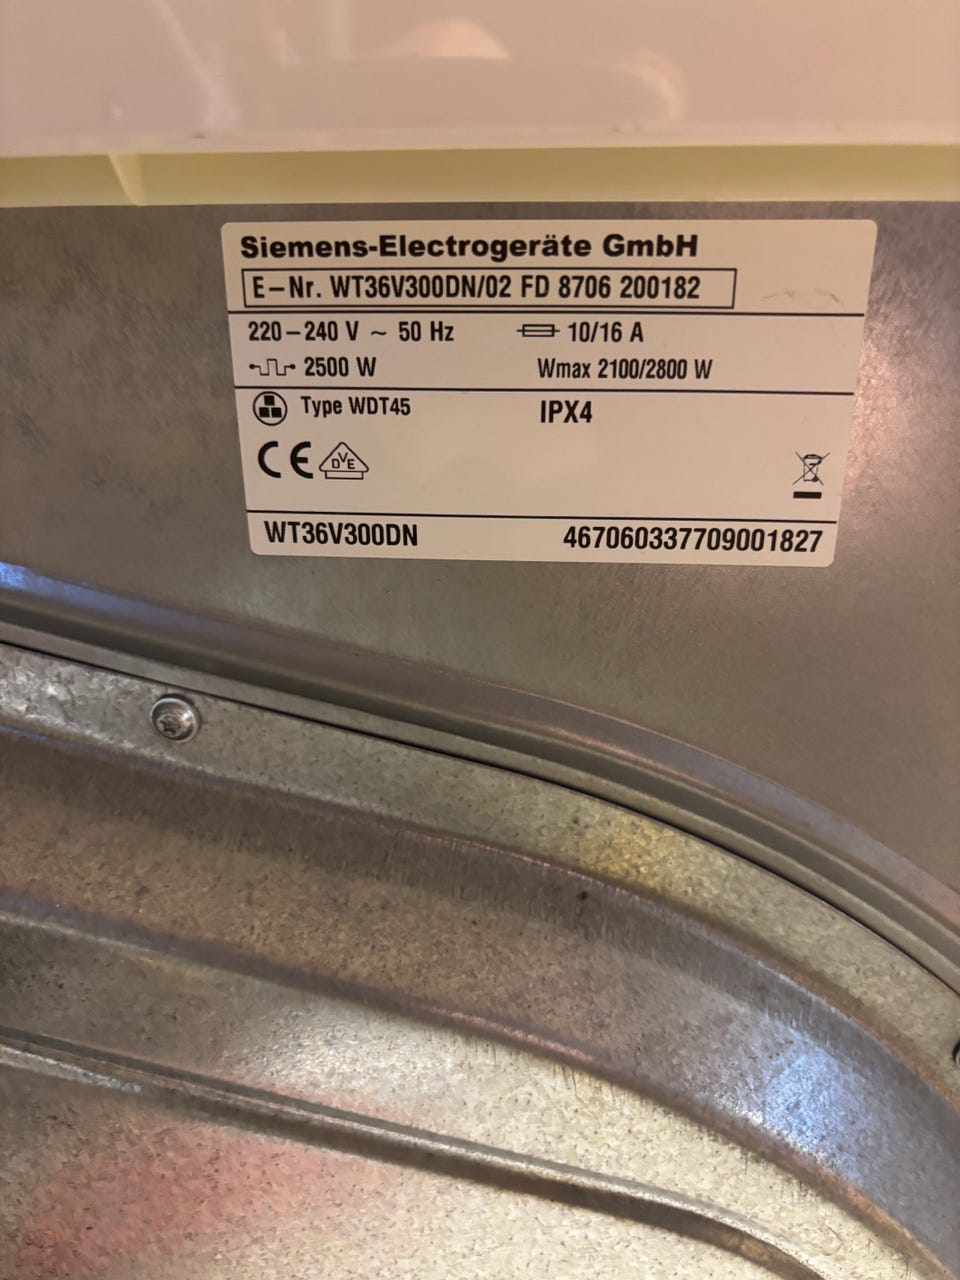 Siemens-Electrogeräte GmbH
E-Nr. WT36V300DN/02 FD 8706 200182
220-240 V ~ 50 Hz 10/16 A
2500 W Wmax 2100/2800 W
Type WDT45 IPX4
CE DVE
WT36V300DN 467060337709001827